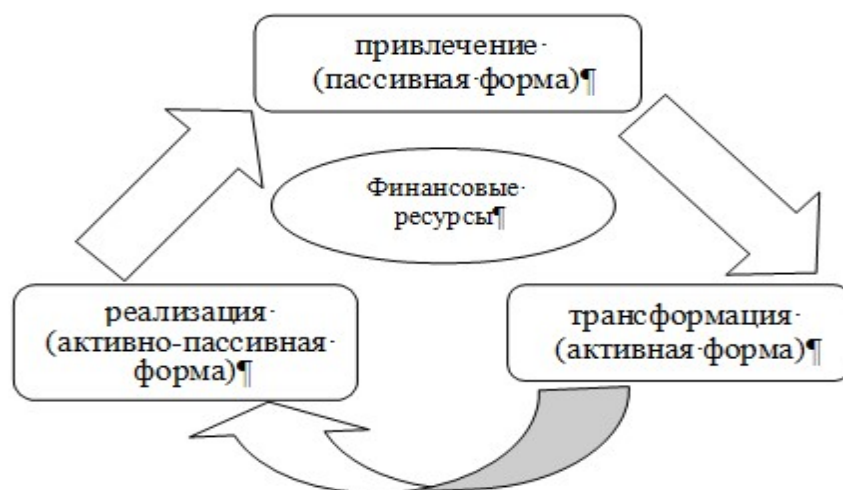 привлечение·
(пассивная·форма)¶
Финансовые·
ресурсы¶
реализация·
(активно-пассивная·
форма)¶
трансформация·
(активная·форма)¶